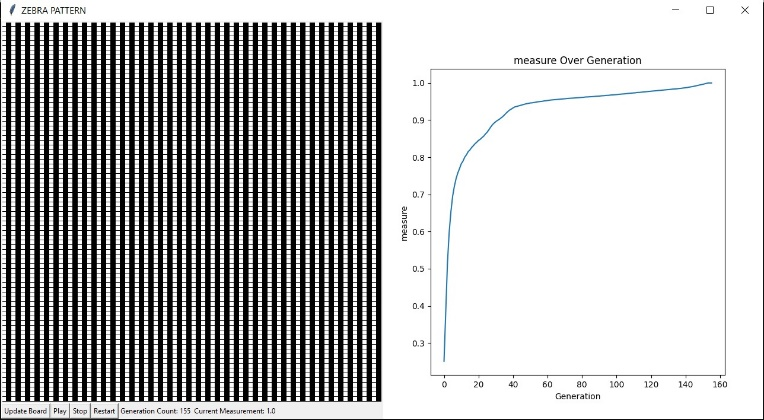 ZEBRA PATTERN
measure Over Generation
1.0
0.9
0.8
0.7
0.6
0.5
0.4
0.3
measure
0 20 40 60 80 100 120 140 160
Generation
Update Board Play Stop Restart Generation Count: 155 Current Measurement: 1.0